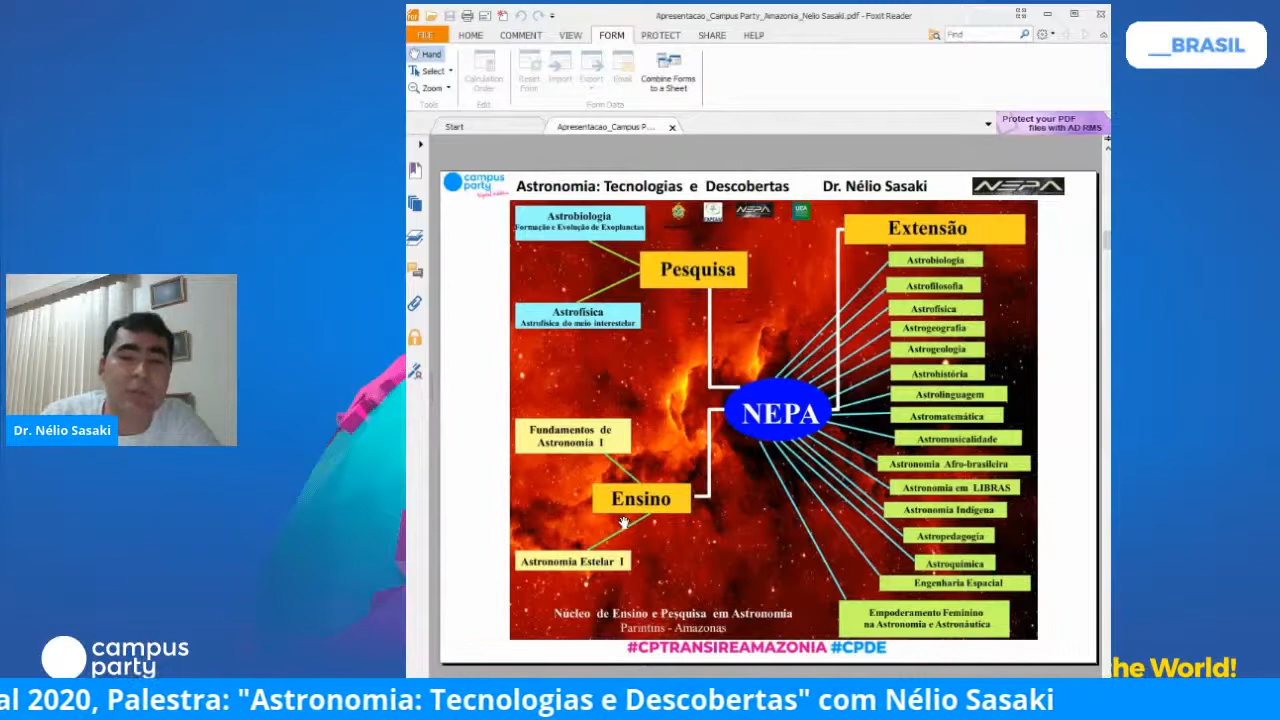 Apresentacao_Campus Party_Amazonia_Nelio Sasaki.pdf - Foxit Reader
FILE HOME COMMENT VIEW FORM PROTECT SHARE HELP
Find
Hand
Select
Zoom
Tools
Calculation
Order
Edit
Reset
Form
Import
Export
Email
Form Data
Combine Forms
to a Sheet
Start
Apresentacao_Campus P...
Protect your PDF
files with AD RMS
__BRASIL
campus
party
Astronomia: Tecnologias e Descobertas Dr. Nélio Sasaki
NEPA
NEPA
UEA
Astrobiologia
Formação e Evolução de Exoplanetas
Pesquisa
Astrofísica
Astrofísica do meio interestelar
Fundamentos de
Astronomia I
Ensino
Astronomia Estelar I
NEPA
Extensão
Astrobiologia
Astrofilosofia
Astrofísica
Astrogeografia
Astrogeologia
Astrohistória
Astrolinguagem
Astromatemática
Astromusicalidade
Astronomia Afro-brasileira
Astronomia em LIBRAS
Astronomia Indígena
Astropedagogia
Astroquímica
Engenharia Espacial
Empoderamento Feminino
na Astronomia e Astronáutica
Núcleo de Ensino e Pesquisa em Astronomia
Parintins - Amazonas
#CPTRANSIREAMAZONIA #CPDE
Dr. Nélio Sasaki
campus
party
the World!
al 2020, Palestra: "Astronomia: Tecnologias e Descobertas" com Nélio Sasaki